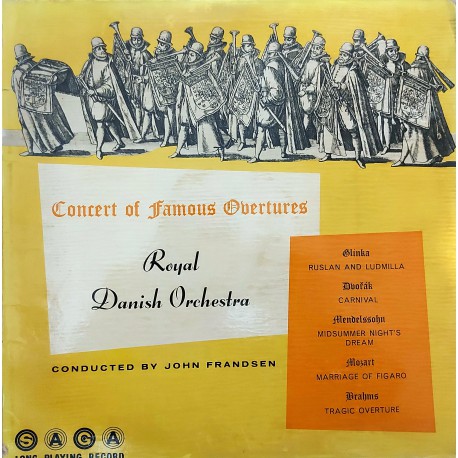 Concert of Famous Overtures
Royal
Danish Orchestra
CONDUCTED BY JOHN FRANDSEN
Glinka
RUSLAN AND LUDMILLA
Dvořák
CARNIVAL
Mendelssohn
MIDSUMMER NIGHT'S
DREAM
Mozart
MARRIAGE OF FIGARO
Brahms
TRAGIC OVERTURE
SAGA
LONG PLAYING RECORD